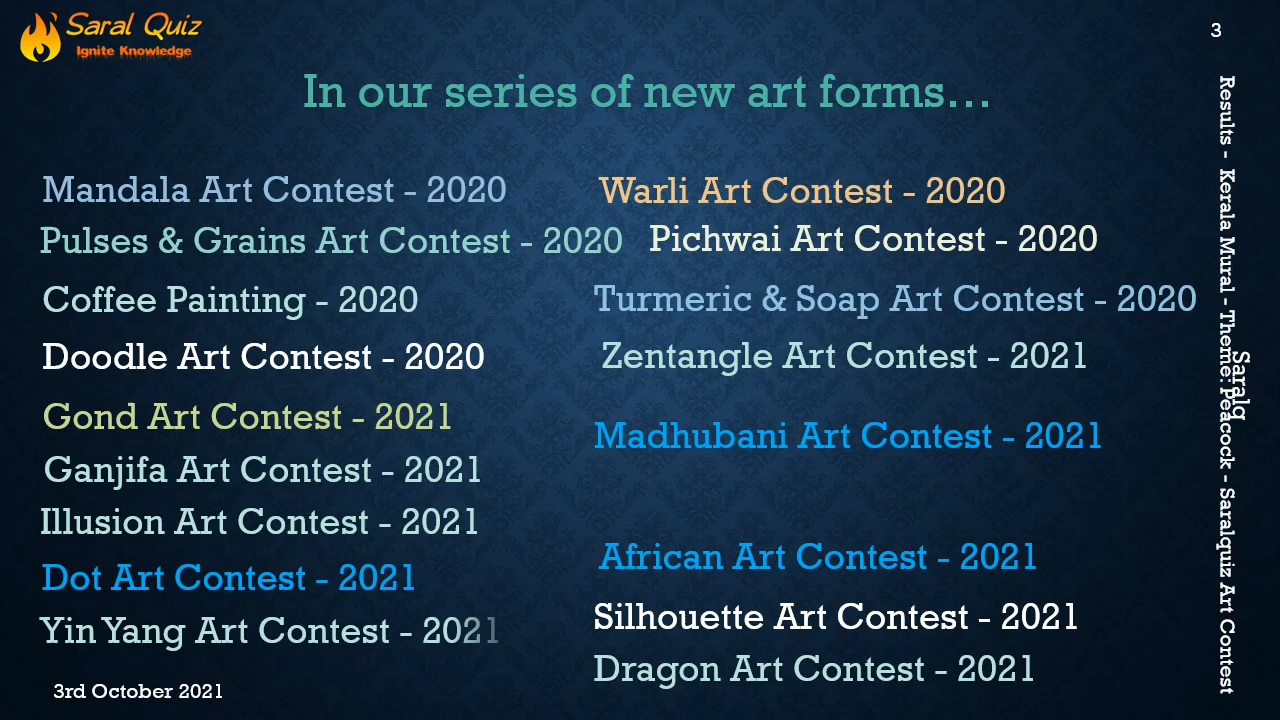 Saral Quiz
Ignite Knowledge
3
In our series of new art forms...
Mandala Art Contest - 2020
Pulses & Grains Art Contest - 2020
Coffee Painting - 2020
Doodle Art Contest - 2020
Gond Art Contest - 2021
Ganjifa Art Contest - 2021
Illusion Art Contest - 2021
Dot Art Contest - 2021
Yin Yang Art Contest - 2021
Warli Art Contest - 2020
Pichwai Art Contest - 2020
Turmeric & Soap Art Contest - 2020
Zentangle Art Contest - 2021
Madhubani Art Contest - 2021
African Art Contest - 2021
Silhouette Art Contest - 2021
Dragon Art Contest - 2021
3rd October 2021
Results - Kerala Mural - Theme: Peacock - Saralquiz Art Contest
Saralq